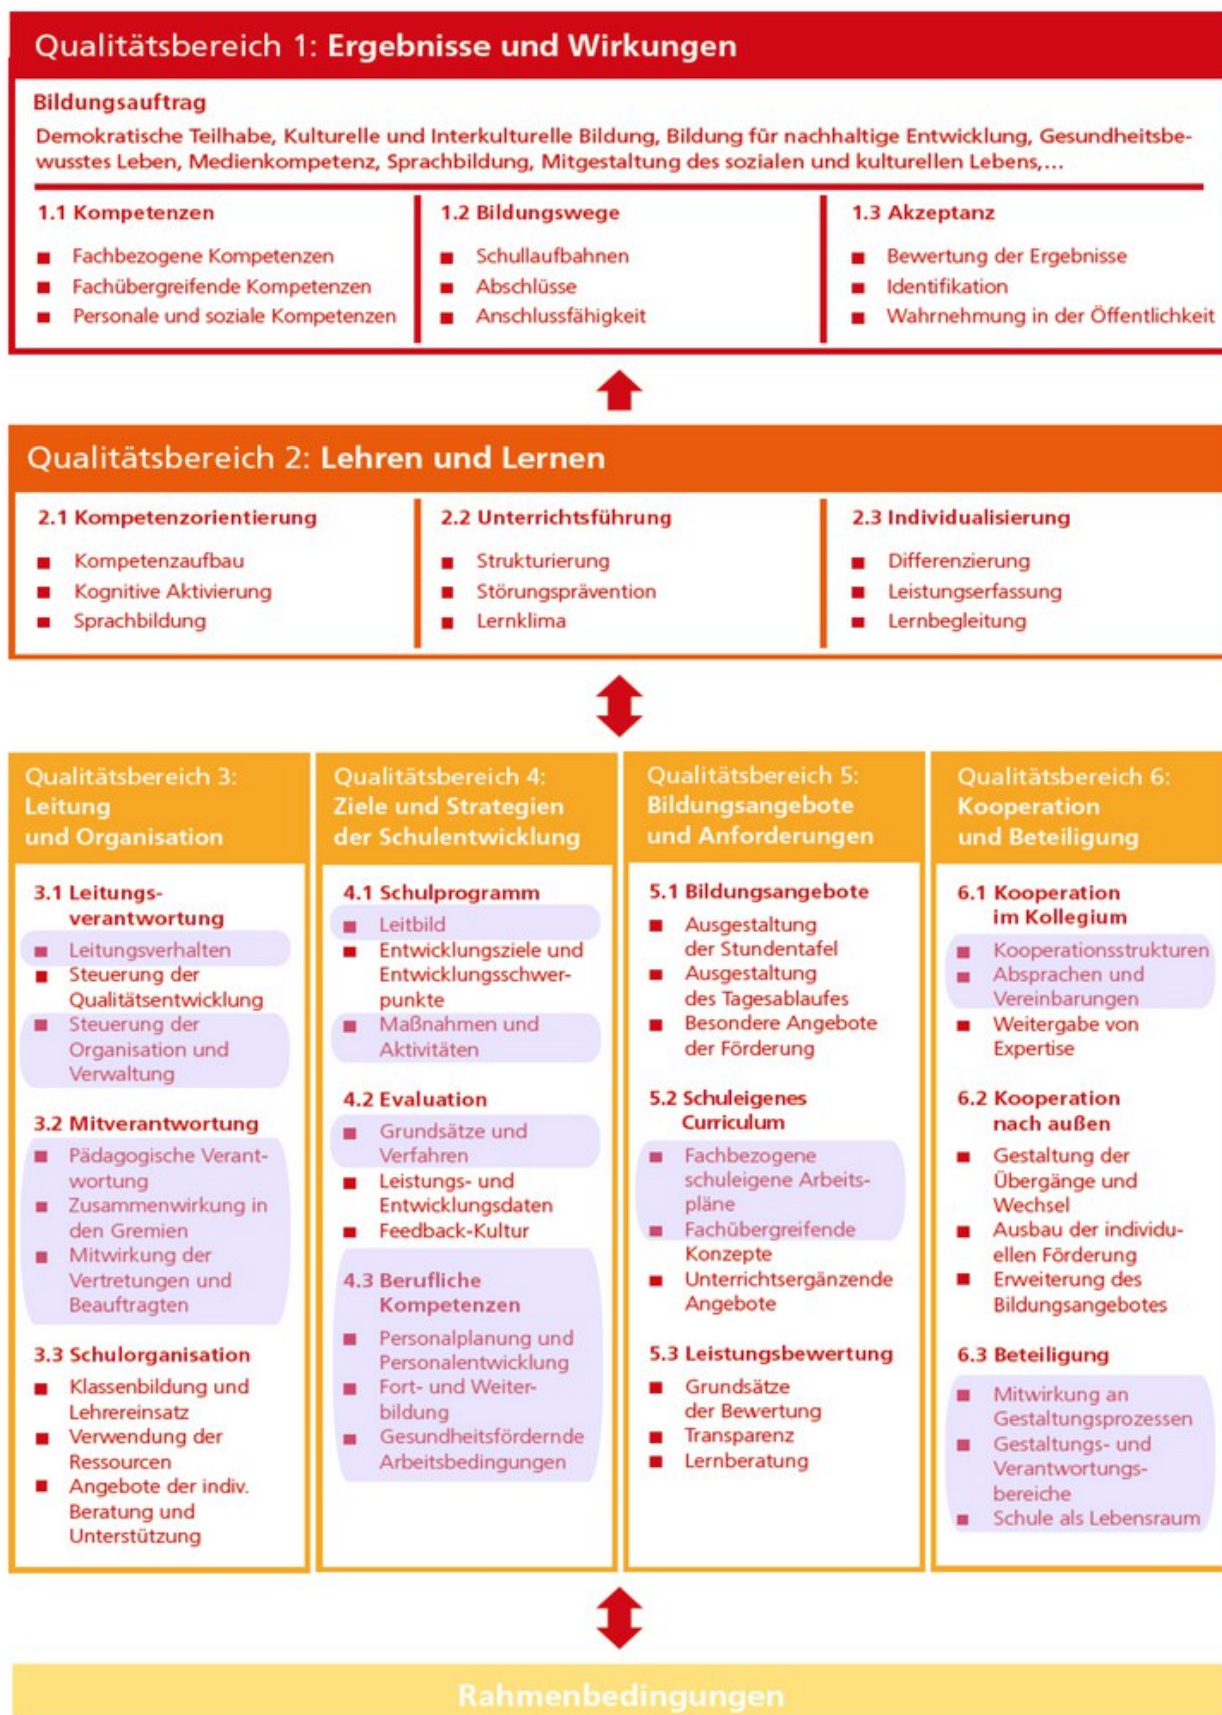 Qualitätsbereich 1: Ergebnisse und Wirkungen
Bildungsauftrag
Demokratische Teilhabe, Kulturelle und Interkulturelle Bildung, Bildung für nachhaltige Entwicklung, Gesundheitsbe-
wusstes Leben, Medienkompetenz, Sprachbildung, Mitgestaltung des sozialen und kulturellen Lebens,...
1.1 Kompetenzen
Fachbezogene Kompetenzen
Fachübergreifende Kompetenzen
Personale und soziale Kompetenzen
1.2 Bildungswege
Schullaufbahnen
Abschlüsse
Anschlussfähigkeit
1.3 Akzeptanz
Bewertung der Ergebnisse
Identifikation
Wahrnehmung in der Öffentlichkeit
Qualitätsbereich 2: Lehren und Lernen
2.1 Kompetenzorientierung
Kompetenzaufbau
Kognitive Aktivierung
Sprachbildung
2.2 Unterrichtsführung
Strukturierung
Störungsprävention
Lernklima
2.3 Individualisierung
Differenzierung
Leistungserfassung
Lernbegleitung
Qualitätsbereich 3:
Leitung
und Organisation
3.1 Leitungs-
verantwortung
Leitungsverhalten
Steuerung der
Qualitätsentwicklung
Steuerung der
Organisation und
Verwaltung
3.2 Mitverantwortung
Pädagogische Verant-
wortung
Zusammenwirkung in
den Gremien
Mitwirkung der
Vertretungen und
Beauftragten
3.3 Schulorganisation
Klassenbildung und
Lehrereinsatz
Verwendung der
Ressourcen
Angebote der indiv.
Beratung und
Unterstützung
Qualitätsbereich 4:
Ziele und Strategien
der Schulentwicklung
4.1 Schulprogramm
Leitbild
Entwicklungsziele und
Entwicklungsschwer-
punkte
Maßnahmen und
Aktivitäten
4.2 Evaluation
Grundsätze und
Verfahren
Leistungs- und
Entwicklungsdaten
Feedback-Kultur
4.3 Berufliche
Kompetenzen
Personalplanung und
Personalentwicklung
Fort- und Weiter-
bildung
Gesundheitsfördernde
Arbeitsbedingungen
Qualitätsbereich 5:
Bildungsangebote
und Anforderungen
5.1 Bildungsangebote
Ausgestaltung
der Stundentafel
Ausgestaltung
des Tagesablaufes
Besondere Angebote
der Förderung
5.2 Schuleigenes
Curriculum
Fachbezogene
schuleigene Arbeits-
pläne
Fachübergreifende
Konzepte
Unterrichtsergänzende
Angebote
5.3 Leistungsbewertung
Grundsätze
der Bewertung
Transparenz
Lernberatung
Qualitätsbereich 6:
Kooperation
und Beteiligung
6.1 Kooperation
im Kollegium
Kooperationsstrukturen
Absprachen und
Vereinbarungen
Weitergabe von
Expertise
6.2 Kooperation
nach außen
Gestaltung der
Übergänge und
Wechsel
Ausbau der individu-
ellen Förderung
Erweiterung des
Bildungsangebotes
6.3 Beteiligung
Mitwirkung an
Gestaltungsprozessen
Gestaltungs- und
Verantwortungs-
bereiche
Schule als Lebensraum
Rahmenbedingungen